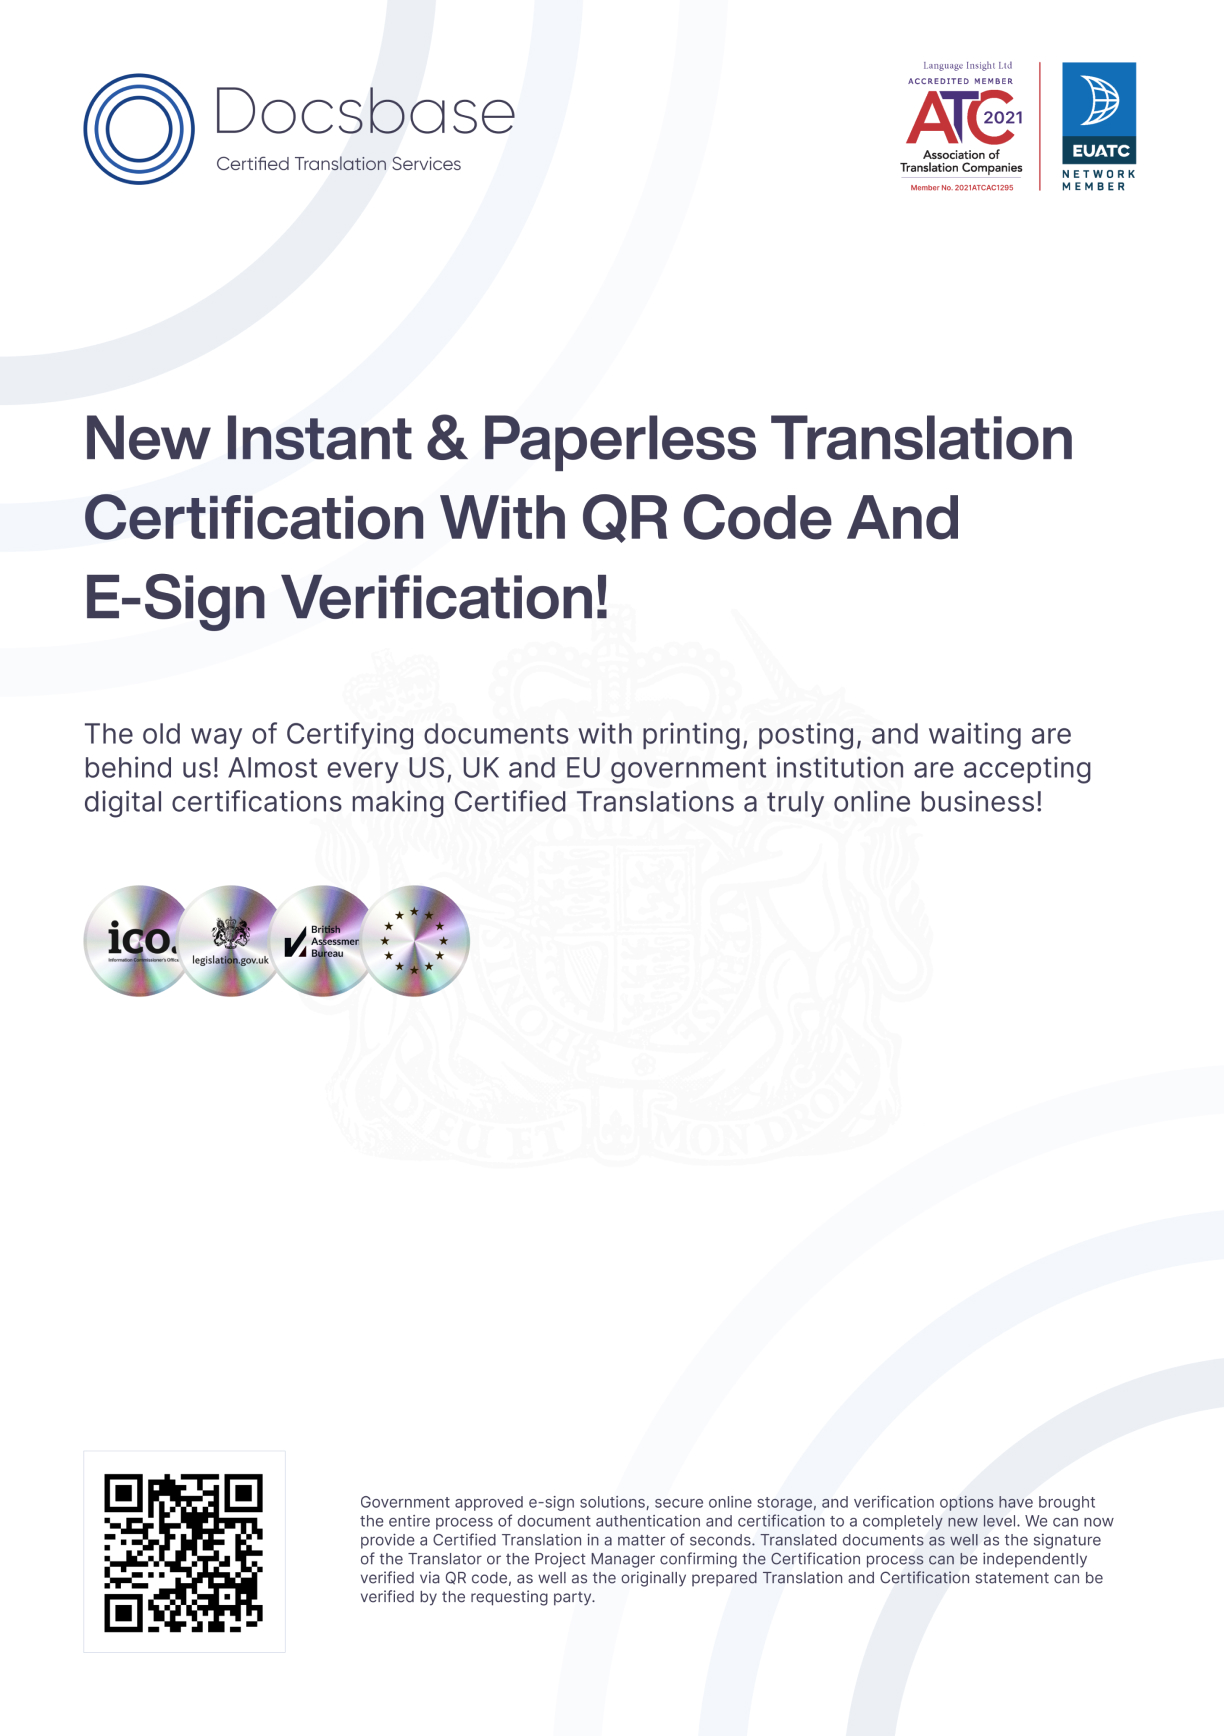 Docsbase
Certified Translation Services
Language Insight Ltd
ACCREDITED MEMBER
ATC 2021
Association of
Translation Companies
Member No. 2021ATCAC1295
EUATC
NETWORK
MEMBER
New Instant & Paperless Translation
Certification With QR Code And
E-Sign Verification!
The old way of Certifying documents with printing, posting, and waiting are
behind us! Almost every US, UK and EU government institution are accepting
digital certifications making Certified Translations a truly online business!
ico.
Information Commissioner's Office
legislation.gov.uk
British
Assessmen
Bureau
DIEU ET MON DROIT
Government approved e-sign solutions, secure online storage, and verification options have brought
the entire process of document authentication and certification to a completely new level. We can now
provide a Certified Translation in a matter of seconds. Translated documents as well as the signature
of the Translator or the Project Manager confirming the Certification process can be independently
verified via QR code, as well as the originally prepared Translation and Certification statement can be
verified by the requesting party.